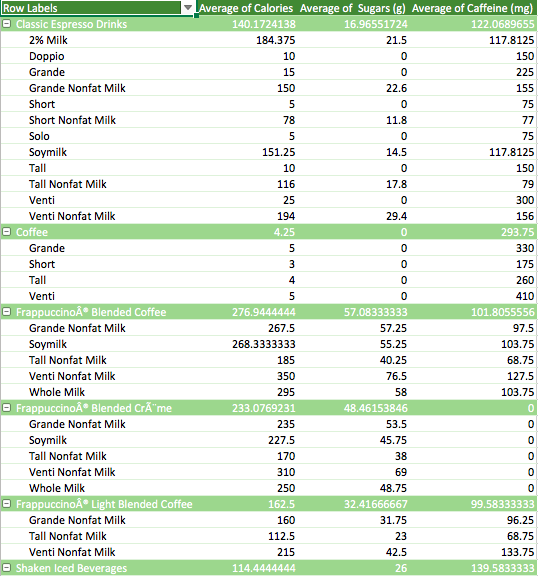 Row Labels Average of Calories Average of  Sugars (g) Average of Caffeine (mg)
Classic Espresso Drinks 140.1724138 16.96551724 122.0689655
2% Milk 184.375 21.5 117.8125
Doppio 10 0 150
Grande 15 0 225
Grande Nonfat Milk 150 22.6 155
Short 5 0 75
Short Nonfat Milk 78 11.8 77
Solo 5 0 75
Soymilk 151.25 14.5 117.8125
Tall 10 0 150
Tall Nonfat Milk 116 17.8 79
Venti 25 0 300
Venti Nonfat Milk 194 29.4 156
Coffee 4.25 0 293.75
Grande 5 0 330
Short 3 0 175
Tall 4 0 260
Venti 5 0 410
FrappuccinoÂ® Blended Coffee 276.9444444 57.08333333 101.8055556
Grande Nonfat Milk 267.5 57.25 97.5
Soymilk 268.3333333 55.25 103.75
Tall Nonfat Milk 185 40.25 68.75
Venti Nonfat Milk 350 76.5 127.5
Whole Milk 295 58 103.75
FrappuccinoÂ® Blended CrÃ¨me 233.0769231 48.46153846 0
Grande Nonfat Milk 235 53.5 0
Soymilk 227.5 45.75 0
Tall Nonfat Milk 170 38 0
Venti Nonfat Milk 310 69 0
Whole Milk 250 48.75 0
FrappuccinoÂ® Light Blended Coffee 162.5 32.41666667 99.58333333
Grande Nonfat Milk 160 31.75 96.25
Tall Nonfat Milk 112.5 23 68.75
Venti Nonfat Milk 215 42.5 133.75
Shaken Iced Beverages 114.4444444 26 139.5833333